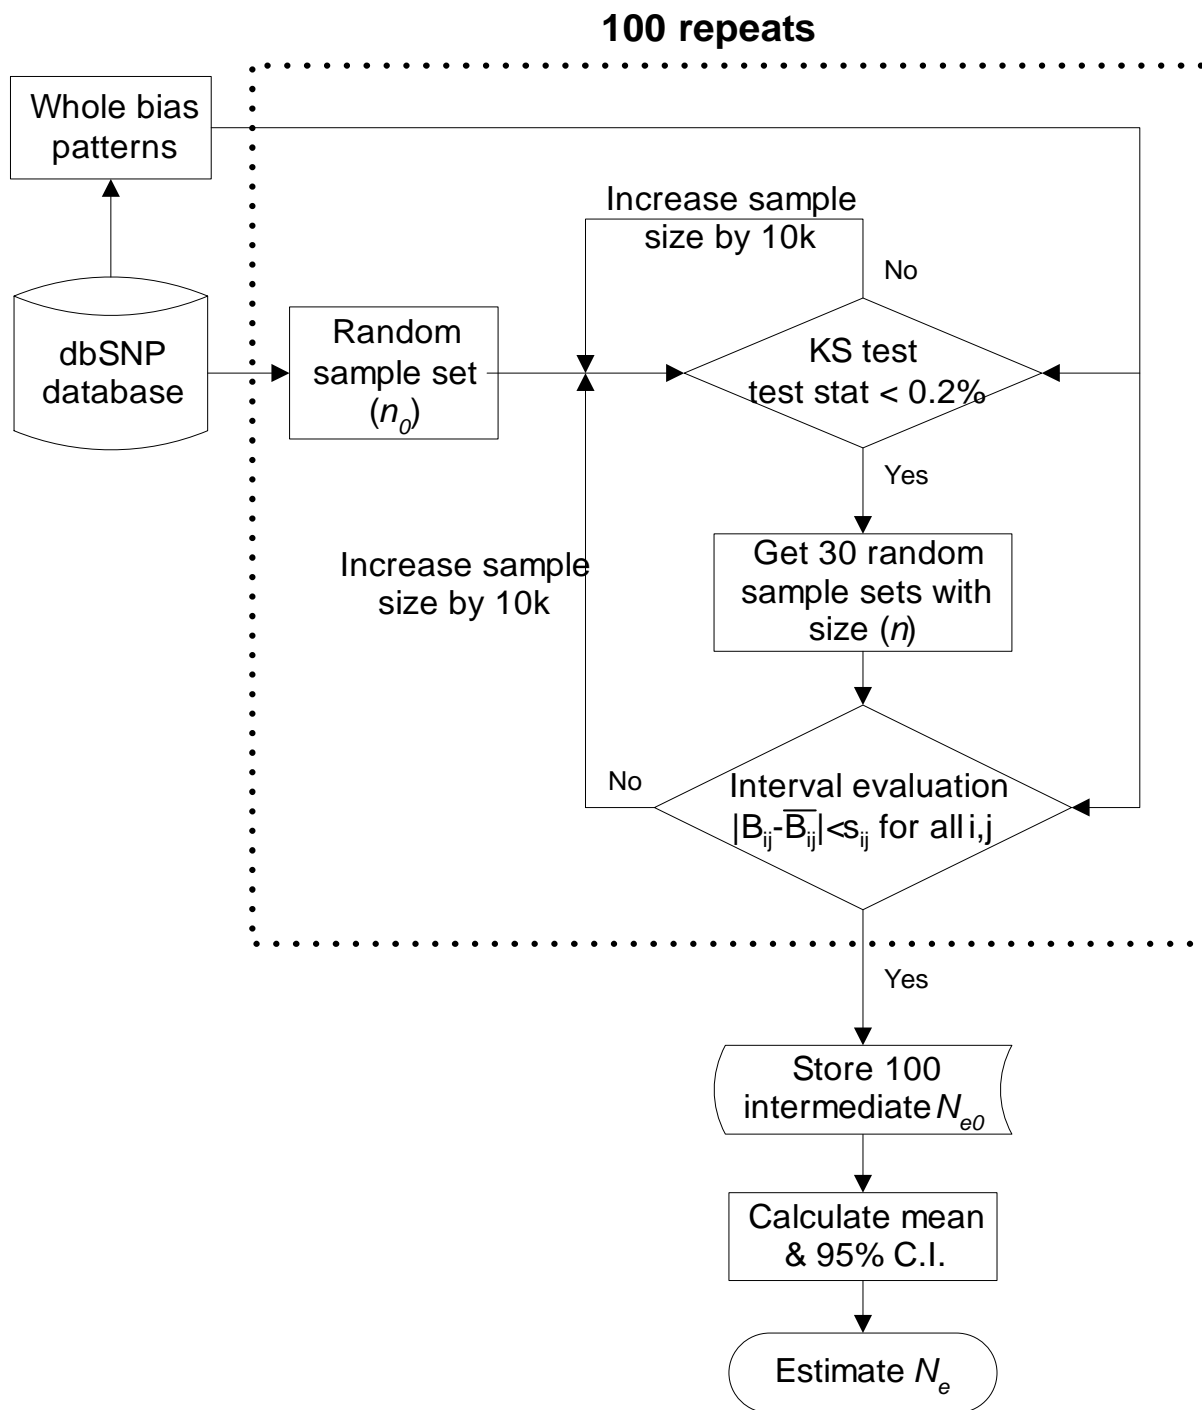 100 repeats
Whole bias
patterns
Increase sample
size by 10k
No
dbSNP
database
Random
sample set
(n0)
KS test
test stat < 0.2%
Yes
Increase sample
size by 10k
Get 30 random
sample sets with
size (n)
No
Interval evaluation
|Bij-B̅ij|<sij for all i,j
Yes
Store 100
intermediate Ne0
Calculate mean
& 95% C.I.
Estimate Ne